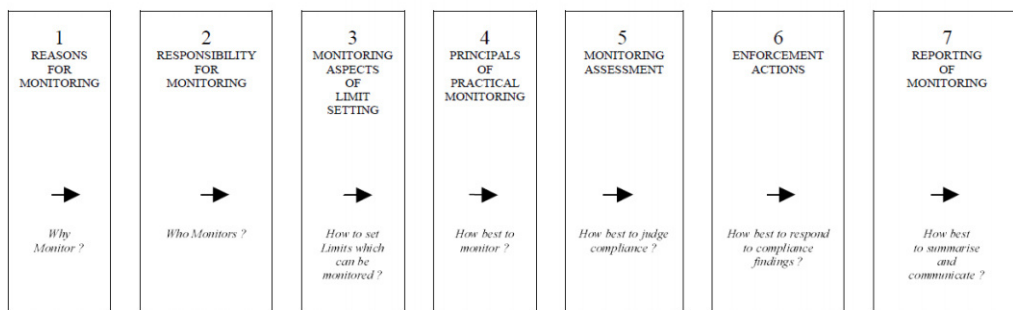 1
REASONS
FOR
MONITORING
Why
Monitor ?
2
RESPONSIBILITY
FOR
MONITORING
Who Monitors ?
3
MONITORING
ASPECTS
OF
LIMIT
SETTING
How to set
Limits which
can be
monitored ?
4
PRINCIPALS
OF
PRACTICAL
MONITORING
How best to
monitor ?
5
MONITORING
ASSESSMENT
How best to judge
compliance ?
6
ENFORCEMENT
ACTIONS
How best to respond
to compliance
findings ?
7
REPORTING
OF
MONITORING
How best
to summarise
and
communicate ?